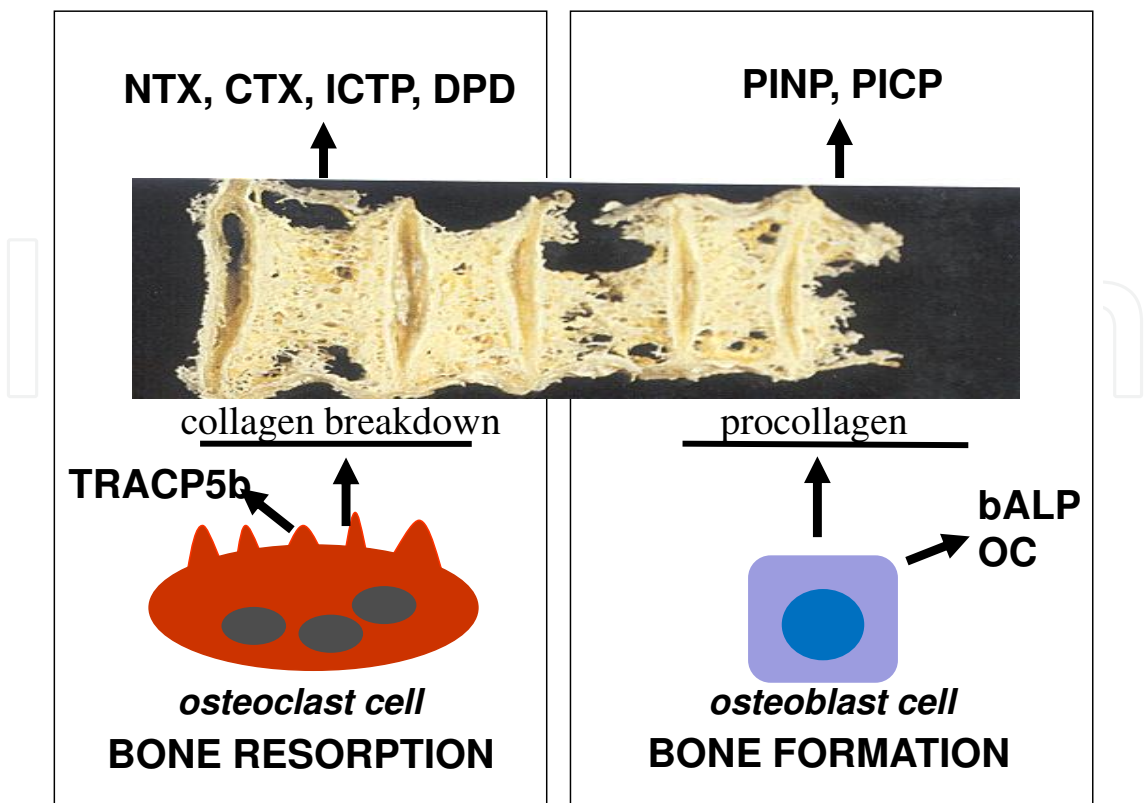 NTX, CTX, ICTP, DPD
collagen breakdown
TRACP5b
osteoclast cell
BONE RESORPTION
PINP, PICP
procollagen
bALP
OC
osteoblast cell
BONE FORMATION